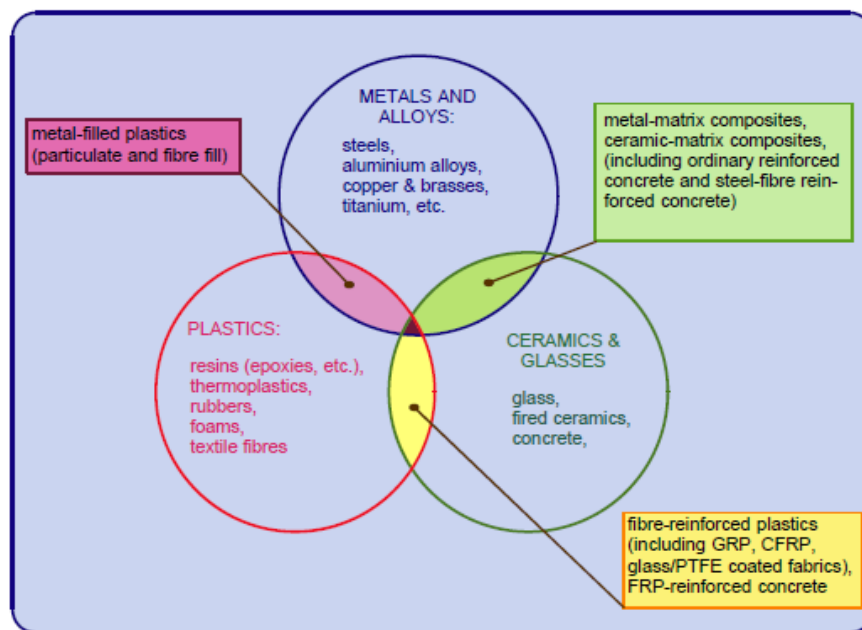 METALS AND
ALLOYS:
steels,
aluminium alloys,
copper & brasses,
titanium, etc.
metal-filled plastics
(particulate and fibre fill)
metal-matrix composites,
ceramic-matrix composites,
(including ordinary reinforced
concrete and steel-fibre rein-
forced concrete)
PLASTICS:
resins (epoxies, etc.),
thermoplastics,
rubbers,
foams,
textile fibres
CERAMICS &
GLASSES
glass,
fired ceramics,
concrete,
fibre-reinforced plastics
(including GRP, CFRP,
glass/PTFE coated fabrics),
FRP-reinforced concrete